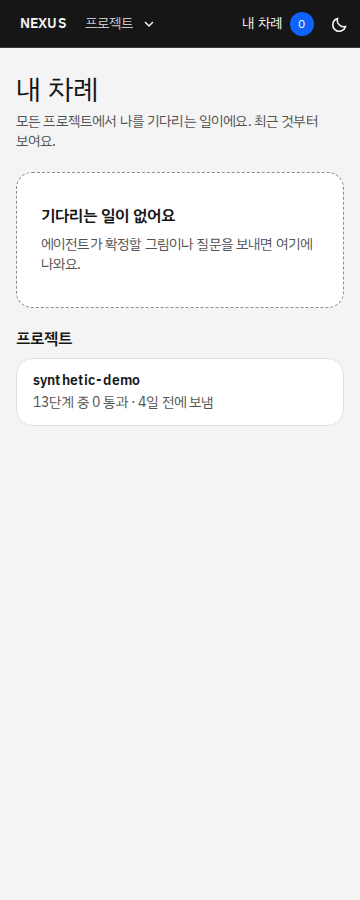 NEXUS 프로젝트 내 차례 0
내 차례
모든 프로젝트에서 나를 기다리는 일이에요. 최근 것부터
보여요.
기다리는 일이 없어요
에이전트가 확정할 그림이나 질문을 보내면 여기에
나와요.
프로젝트
synthetic-demo
13단계 중 0 통과 · 4일 전에 보냄